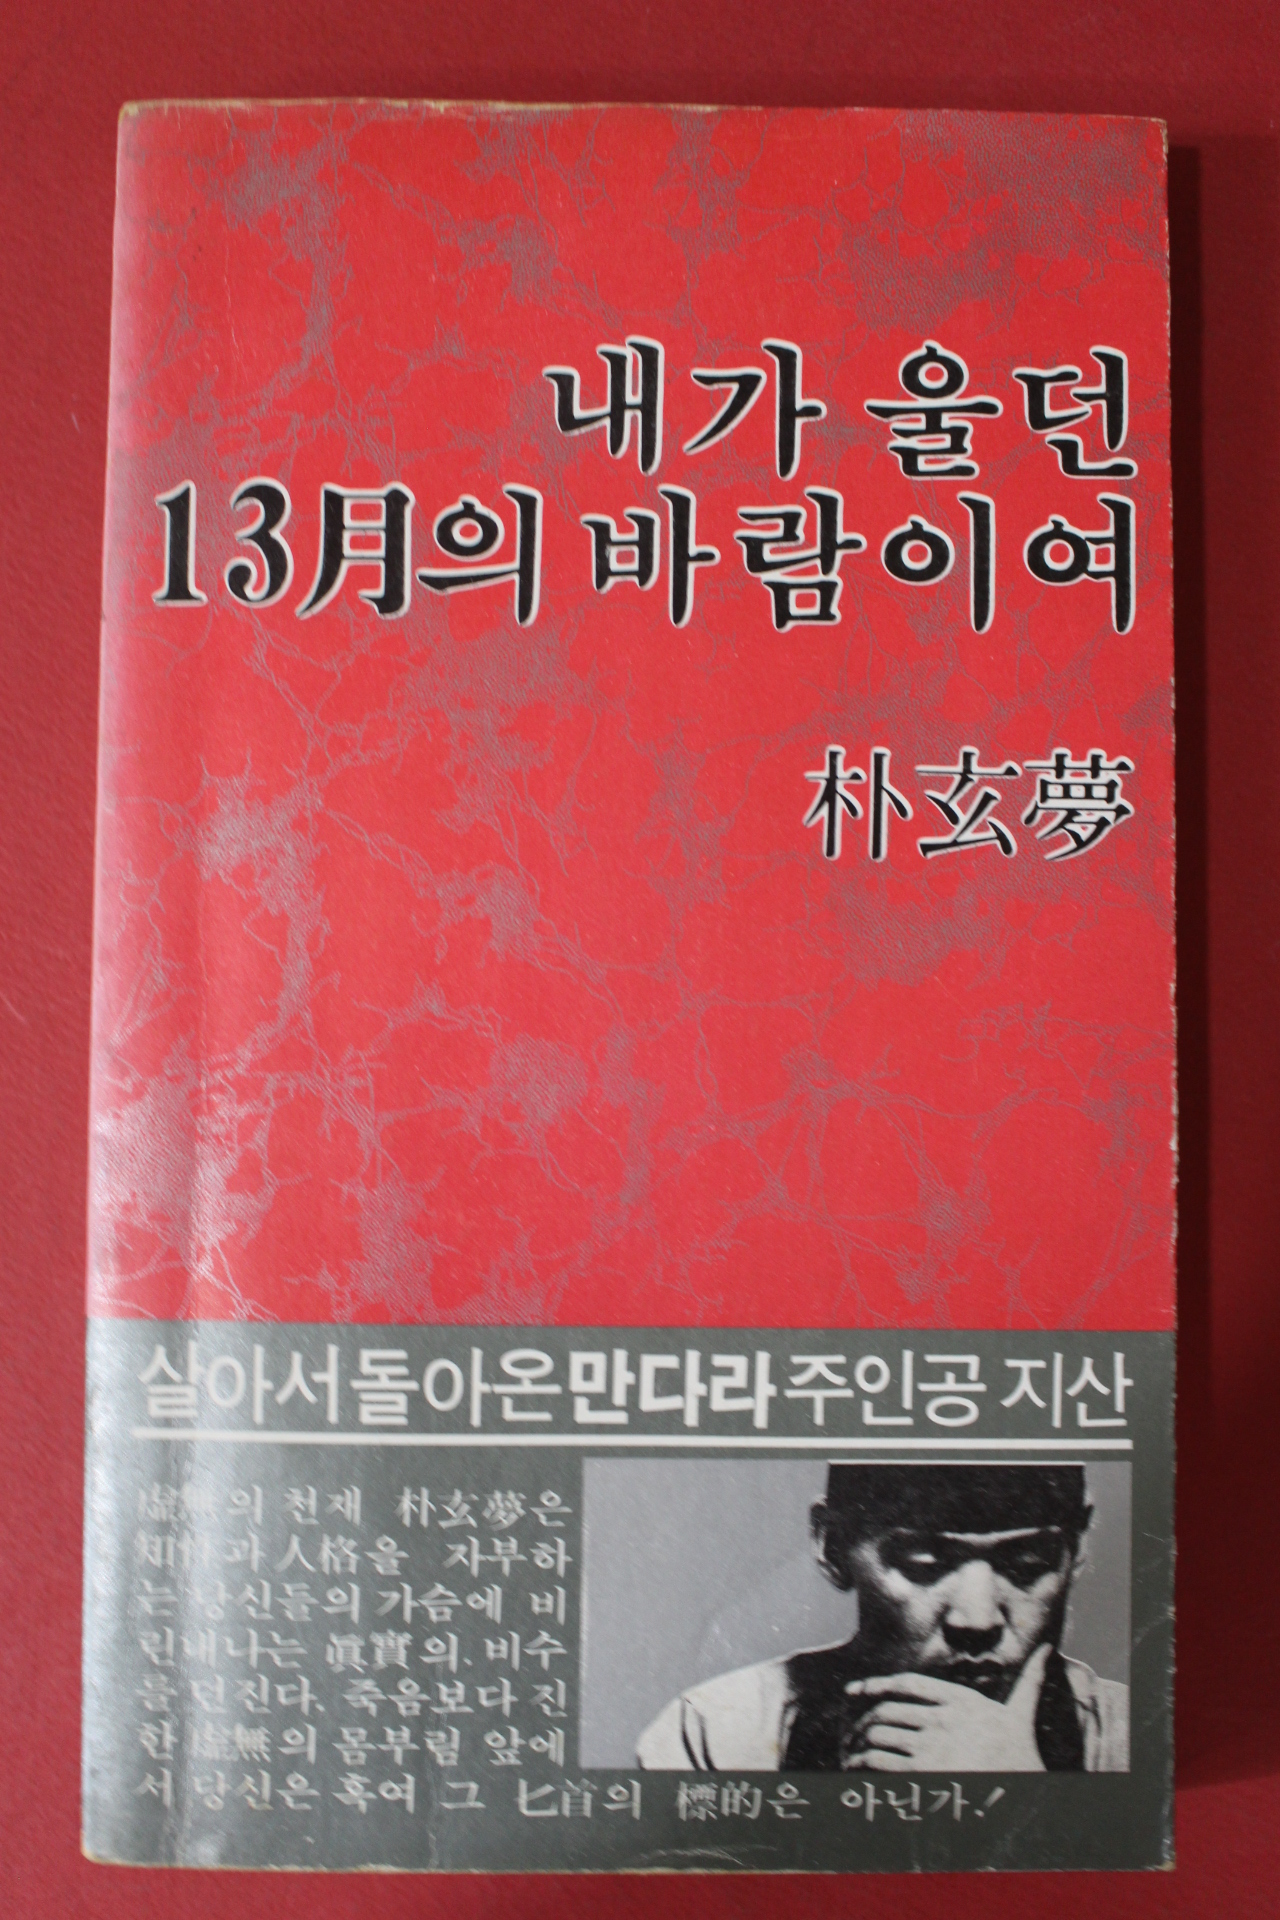 내가 울던
13月의 바람이여
朴玄夢
살아서 돌아온 만다라 주인공 지산
虛無의 천재 朴玄夢은
知性과 人格을 자부하
는 당신들의 가슴에 비
린내나는 眞實의 비수
를 던진다. 죽음보다 진
한 虛無의 몸부림 앞에
서 당신은 혹여 그 匕首의 標的은 아닌가!